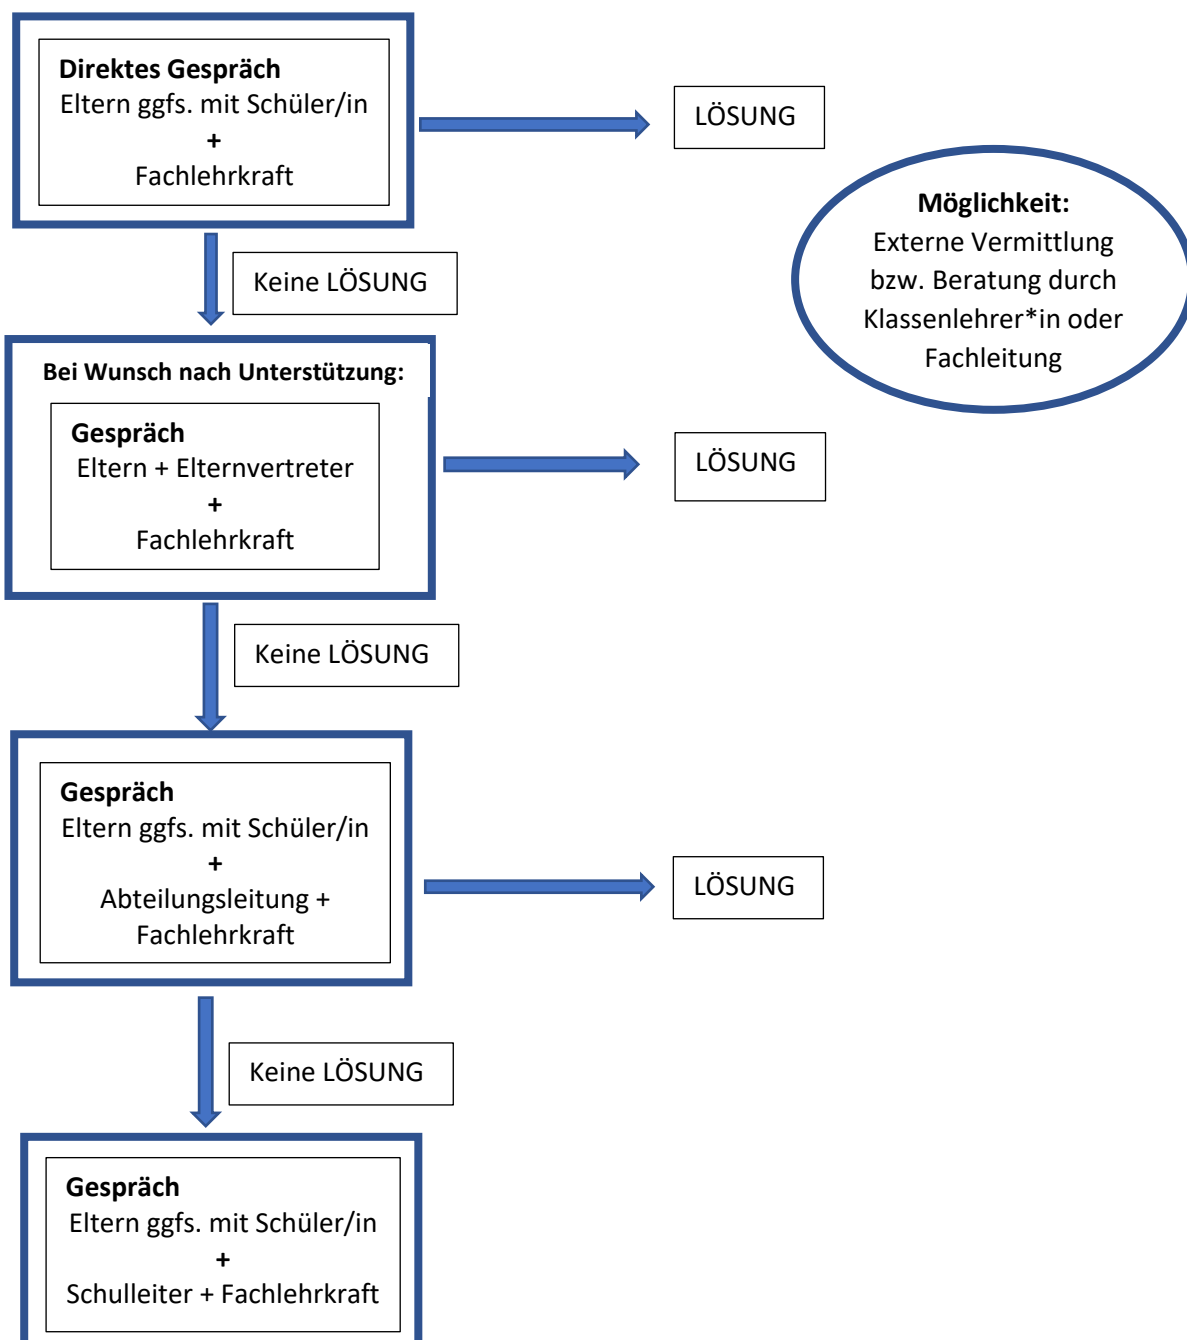 Direktes Gespräch
Eltern ggfs. mit Schüler/in
+
Fachlehrkraft
LÖSUNG
Möglichkeit:
Externe Vermittlung
bzw. Beratung durch
Klassenlehrer*in oder
Fachleitung
Keine LÖSUNG
Bei Wunsch nach Unterstützung:
Gespräch
Eltern + Elternvertreter
+
Fachlehrkraft
LÖSUNG
Keine LÖSUNG
Gespräch
Eltern ggfs. mit Schüler/in
+
Abteilungsleitung +
Fachlehrkraft
LÖSUNG
Keine LÖSUNG
Gespräch
Eltern ggfs. mit Schüler/in
+
Schulleiter + Fachlehrkraft